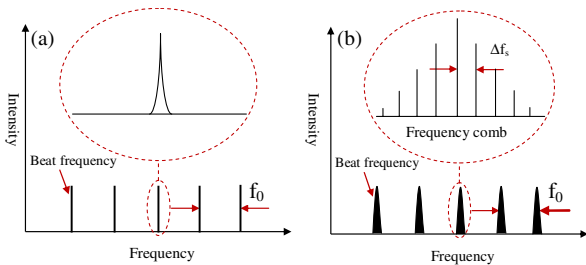 (a)
Intensity
Beat frequency
f₀
Frequency
(b)
Intensity
Δfₛ
Frequency comb
Beat frequency
f₀
Frequency